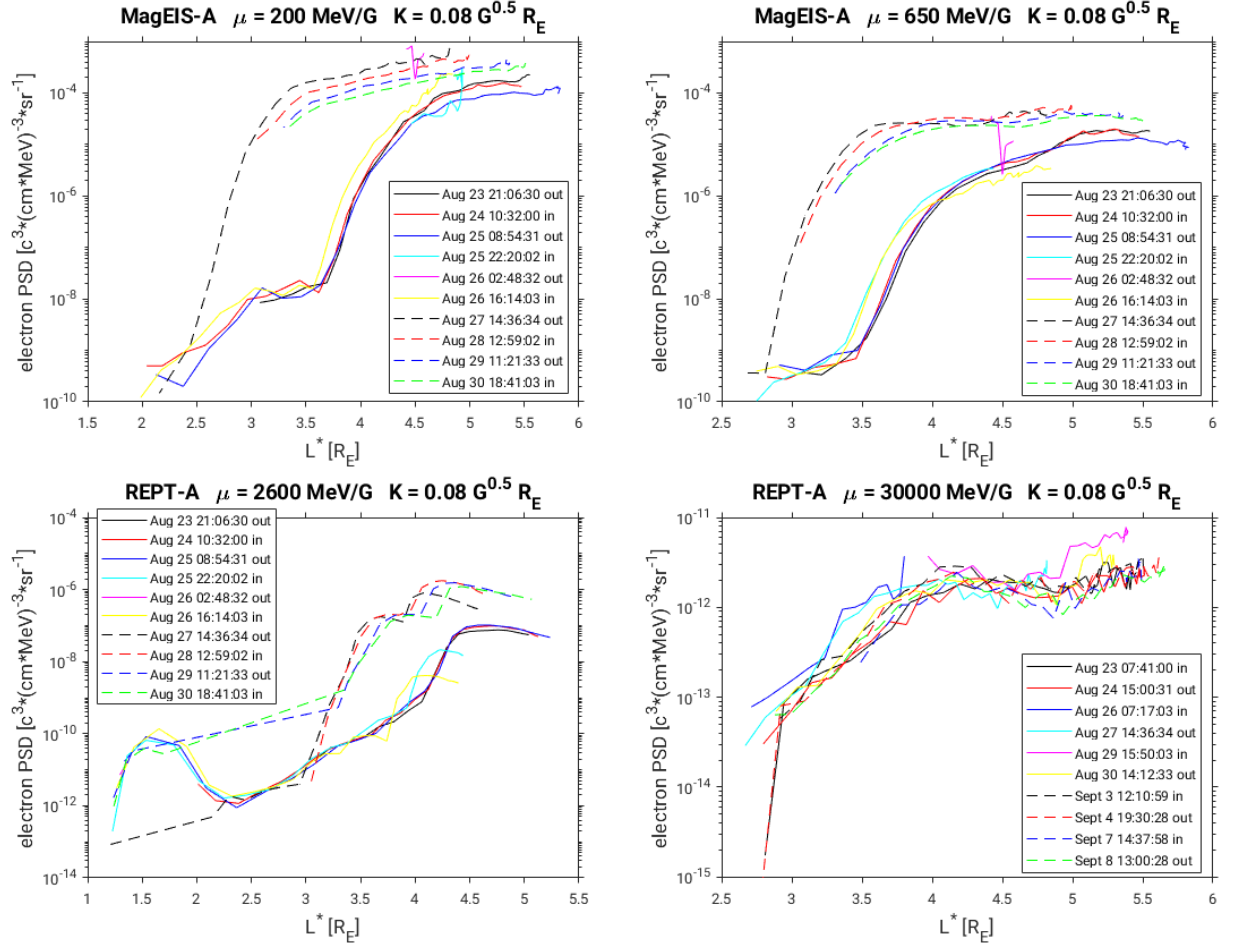 MagEIS-A μ = 200 MeV/G K = 0.08 G^0.5 R_E
electron PSD [c^3*(cm*MeV)^-3*sr^-1]
10^-4
10^-6
10^-8
10^-10
Aug 23 21:06:30 out
Aug 24 10:32:00 in
Aug 25 08:54:31 out
Aug 25 22:20:02 in
Aug 26 02:48:32 out
Aug 26 16:14:03 in
Aug 27 14:36:34 out
Aug 28 12:59:02 in
Aug 29 11:21:33 out
Aug 30 18:41:03 in
1.5 2 2.5 3 3.5 4 4.5 5 5.5 6
L^* [R_E]
MagEIS-A μ = 650 MeV/G K = 0.08 G^0.5 R_E
electron PSD [c^3*(cm*MeV)^-3*sr^-1]
10^-4
10^-6
10^-8
10^-10
Aug 23 21:06:30 out
Aug 24 10:32:00 in
Aug 25 08:54:31 out
Aug 25 22:20:02 in
Aug 26 02:48:32 out
Aug 26 16:14:03 in
Aug 27 14:36:34 out
Aug 28 12:59:02 in
Aug 29 11:21:33 out
Aug 30 18:41:03 in
2.5 3 3.5 4 4.5 5 5.5 6
L^* [R_E]
REPT-A μ = 2600 MeV/G K = 0.08 G^0.5 R_E
electron PSD [c^3*(cm*MeV)^-3*sr^-1]
10^-4
10^-6
10^-8
10^-10
10^-12
10^-14
Aug 23 21:06:30 out
Aug 24 10:32:00 in
Aug 25 08:54:31 out
Aug 25 22:20:02 in
Aug 26 02:48:32 out
Aug 26 16:14:03 in
Aug 27 14:36:34 out
Aug 28 12:59:02 in
Aug 29 11:21:33 out
Aug 30 18:41:03 in
1 1.5 2 2.5 3 3.5 4 4.5 5 5.5
L^* [R_E]
REPT-A μ = 30000 MeV/G K = 0.08 G^0.5 R_E
electron PSD [c^3*(cm*MeV)^-3*sr^-1]
10^-11
10^-12
10^-13
10^-14
10^-15
Aug 23 07:41:00 in
Aug 24 15:00:31 out
Aug 26 07:17:03 in
Aug 27 14:36:34 out
Aug 29 15:50:03 in
Aug 30 14:12:33 out
Sept 3 12:10:59 in
Sept 4 19:30:28 out
Sept 7 14:37:58 in
Sept 8 13:00:28 out
2.5 3 3.5 4 4.5 5 5.5 6
L^* [R_E]